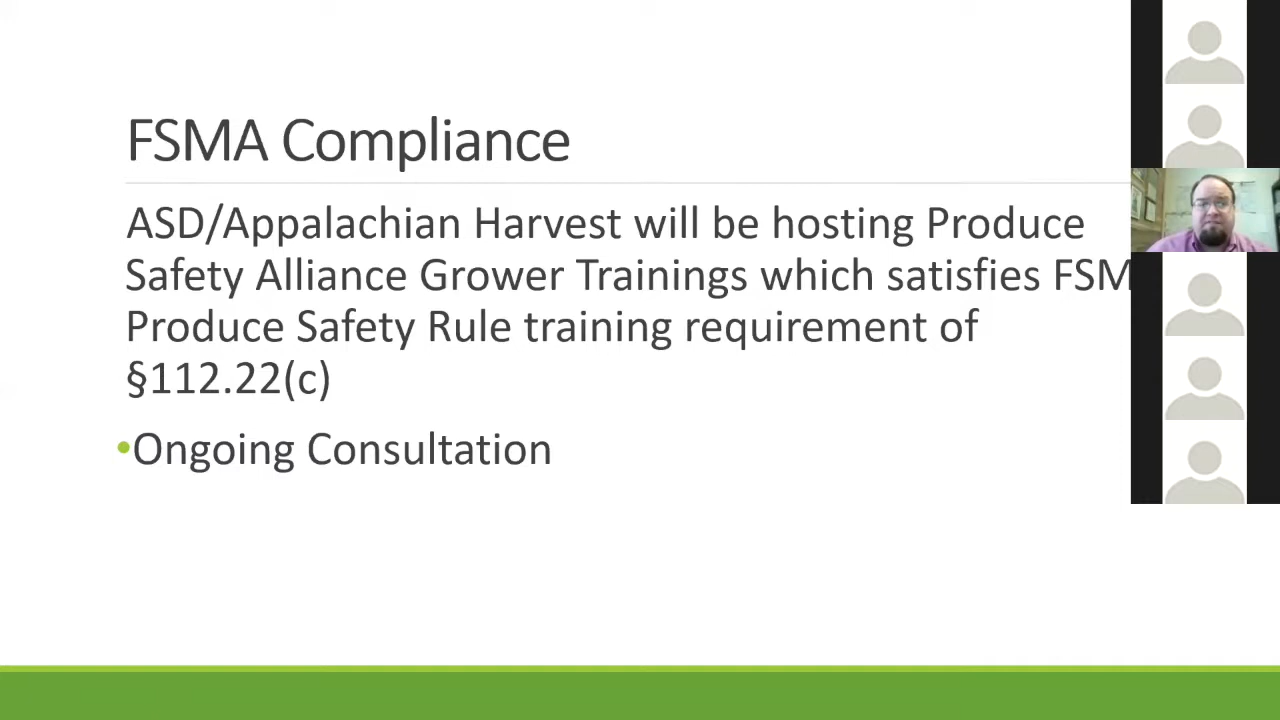 FSMA Compliance
ASD/Appalachian Harvest will be hosting Produce
Safety Alliance Grower Trainings which satisfies FSM
Produce Safety Rule training requirement of
§112.22(c)
•Ongoing Consultation